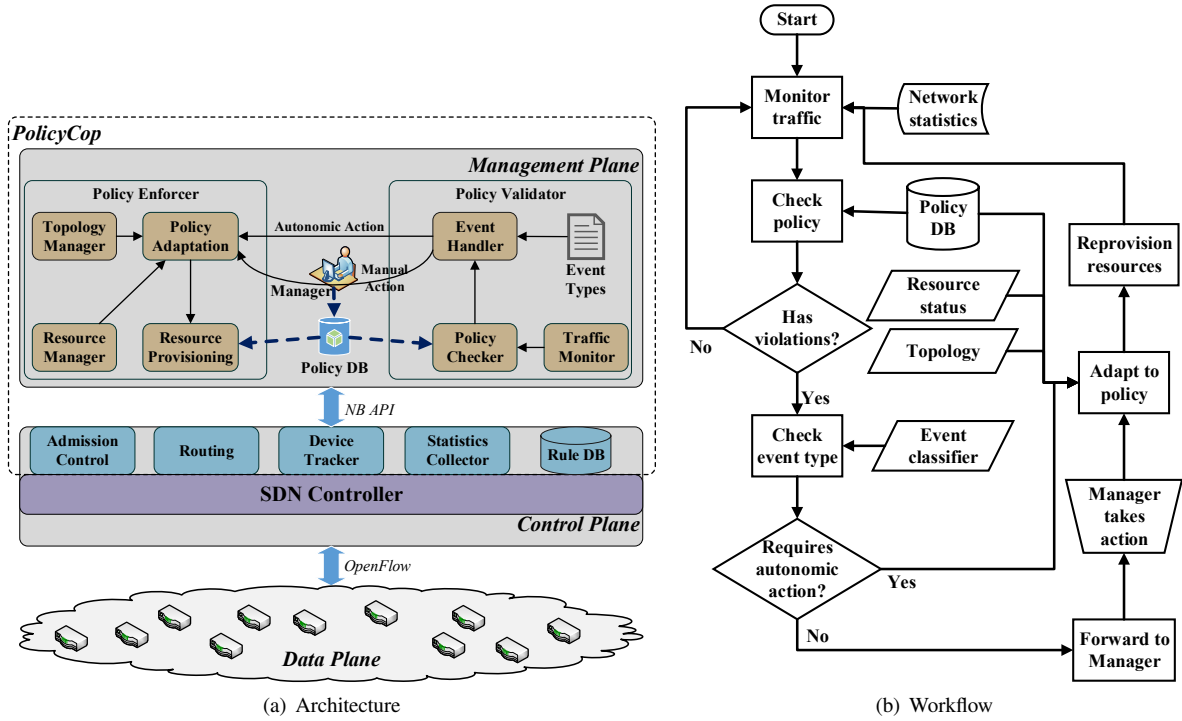 PolicyCop
Management Plane
Policy Enforcer
Policy Validator
Topology
Manager
Policy
Adaptation
Autonomic Action
Event
Handler
Event
Types
Manager
Manual
Action
Resource
Manager
Resource
Provisioning
Policy DB
Policy
Checker
Traffic
Monitor
NB API
Admission
Control
Routing
Device
Tracker
Statistics
Collector
Rule DB
SDN Controller
Control Plane
OpenFlow
Data Plane
(a) Architecture
Start
Monitor
traffic
Network
statistics
Check
policy
Policy
DB
Reprovision
resources
Resource
status
Has
violations?
No
Topology
Adapt to
policy
Yes
Check
event type
Event
classifier
Manager
takes
action
Requires
autonomic
action?
Yes
No
Forward to
Manager
(b) Workflow